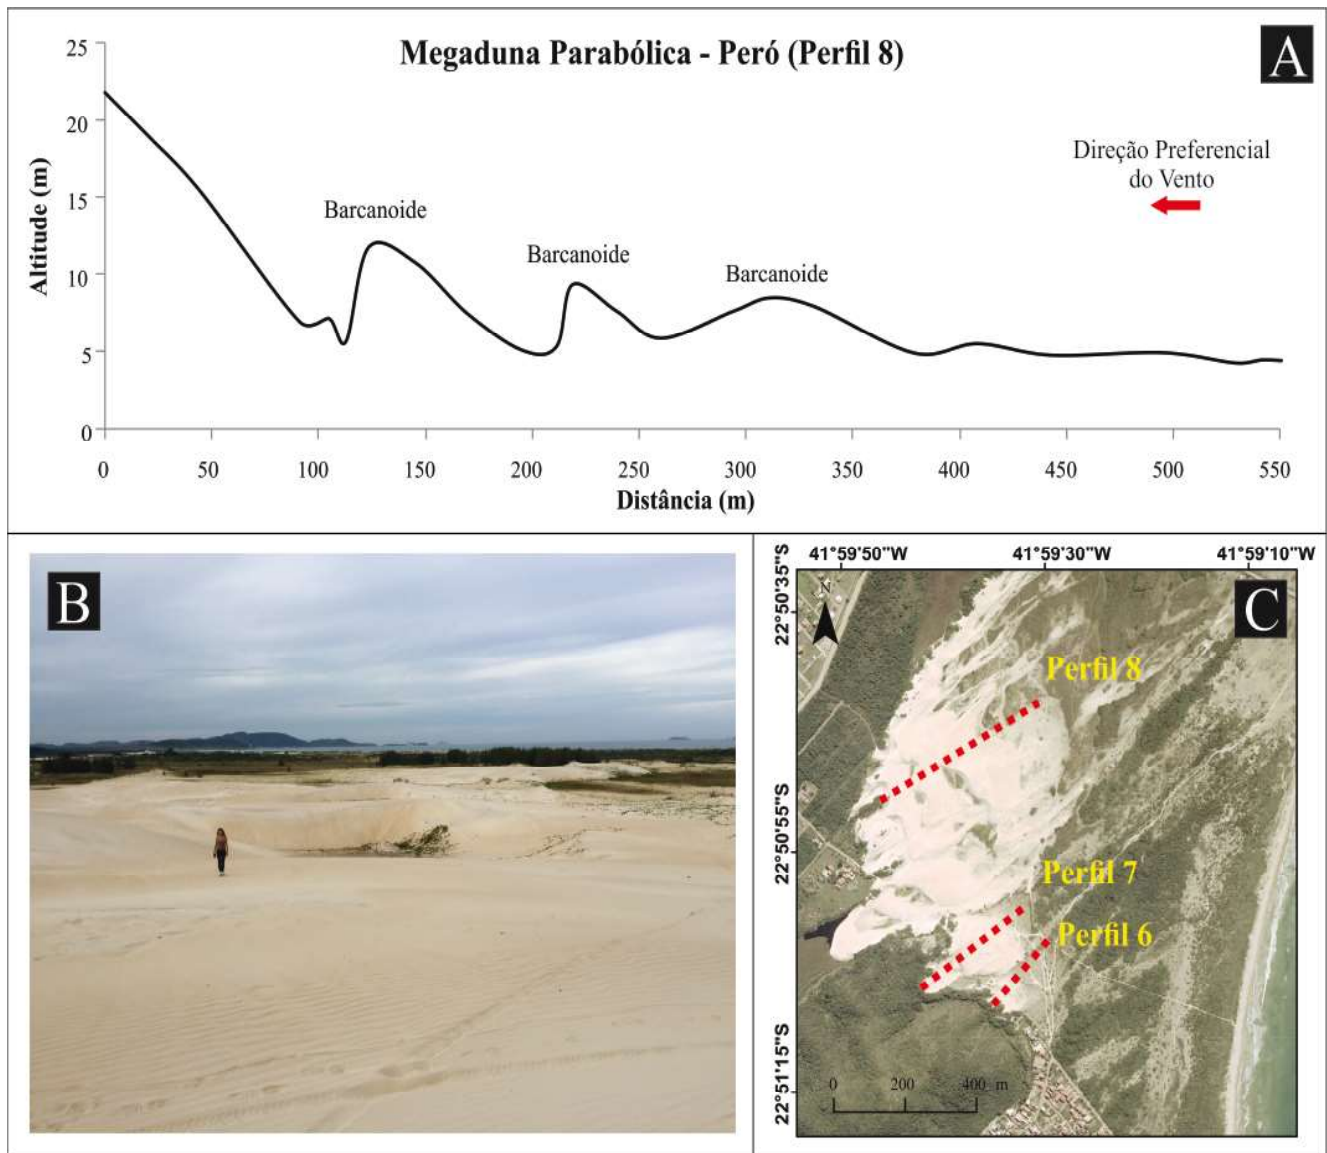 Megaduna Parabólica - Peró (Perfil 8)
A
25
20
15
10
5
0
Altitude (m)
Barcanoide
Barcanoide
Barcanoide
Direção Preferencial
do Vento
0 50 100 150 200 250 300 350 400 450 500 550
Distância (m)
B
C
41°59'50"W 41°59'30"W 41°59'10"W
22°50'35"S
22°50'55"S
22°51'15"S
N
Perfil 8
Perfil 7
Perfil 6
0 200 400 m